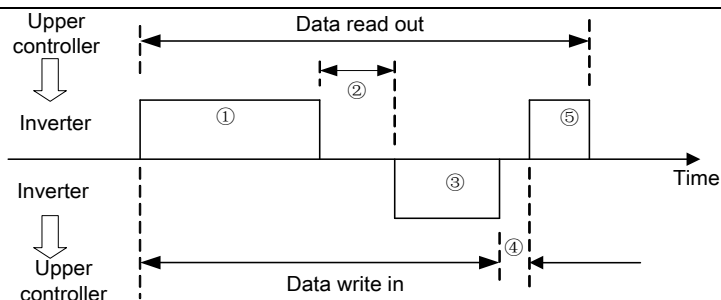 Upper
controller
Data read out
②
Inverter
①
⑤
Time
Inverter
③
④
Upper
controller
Data write in